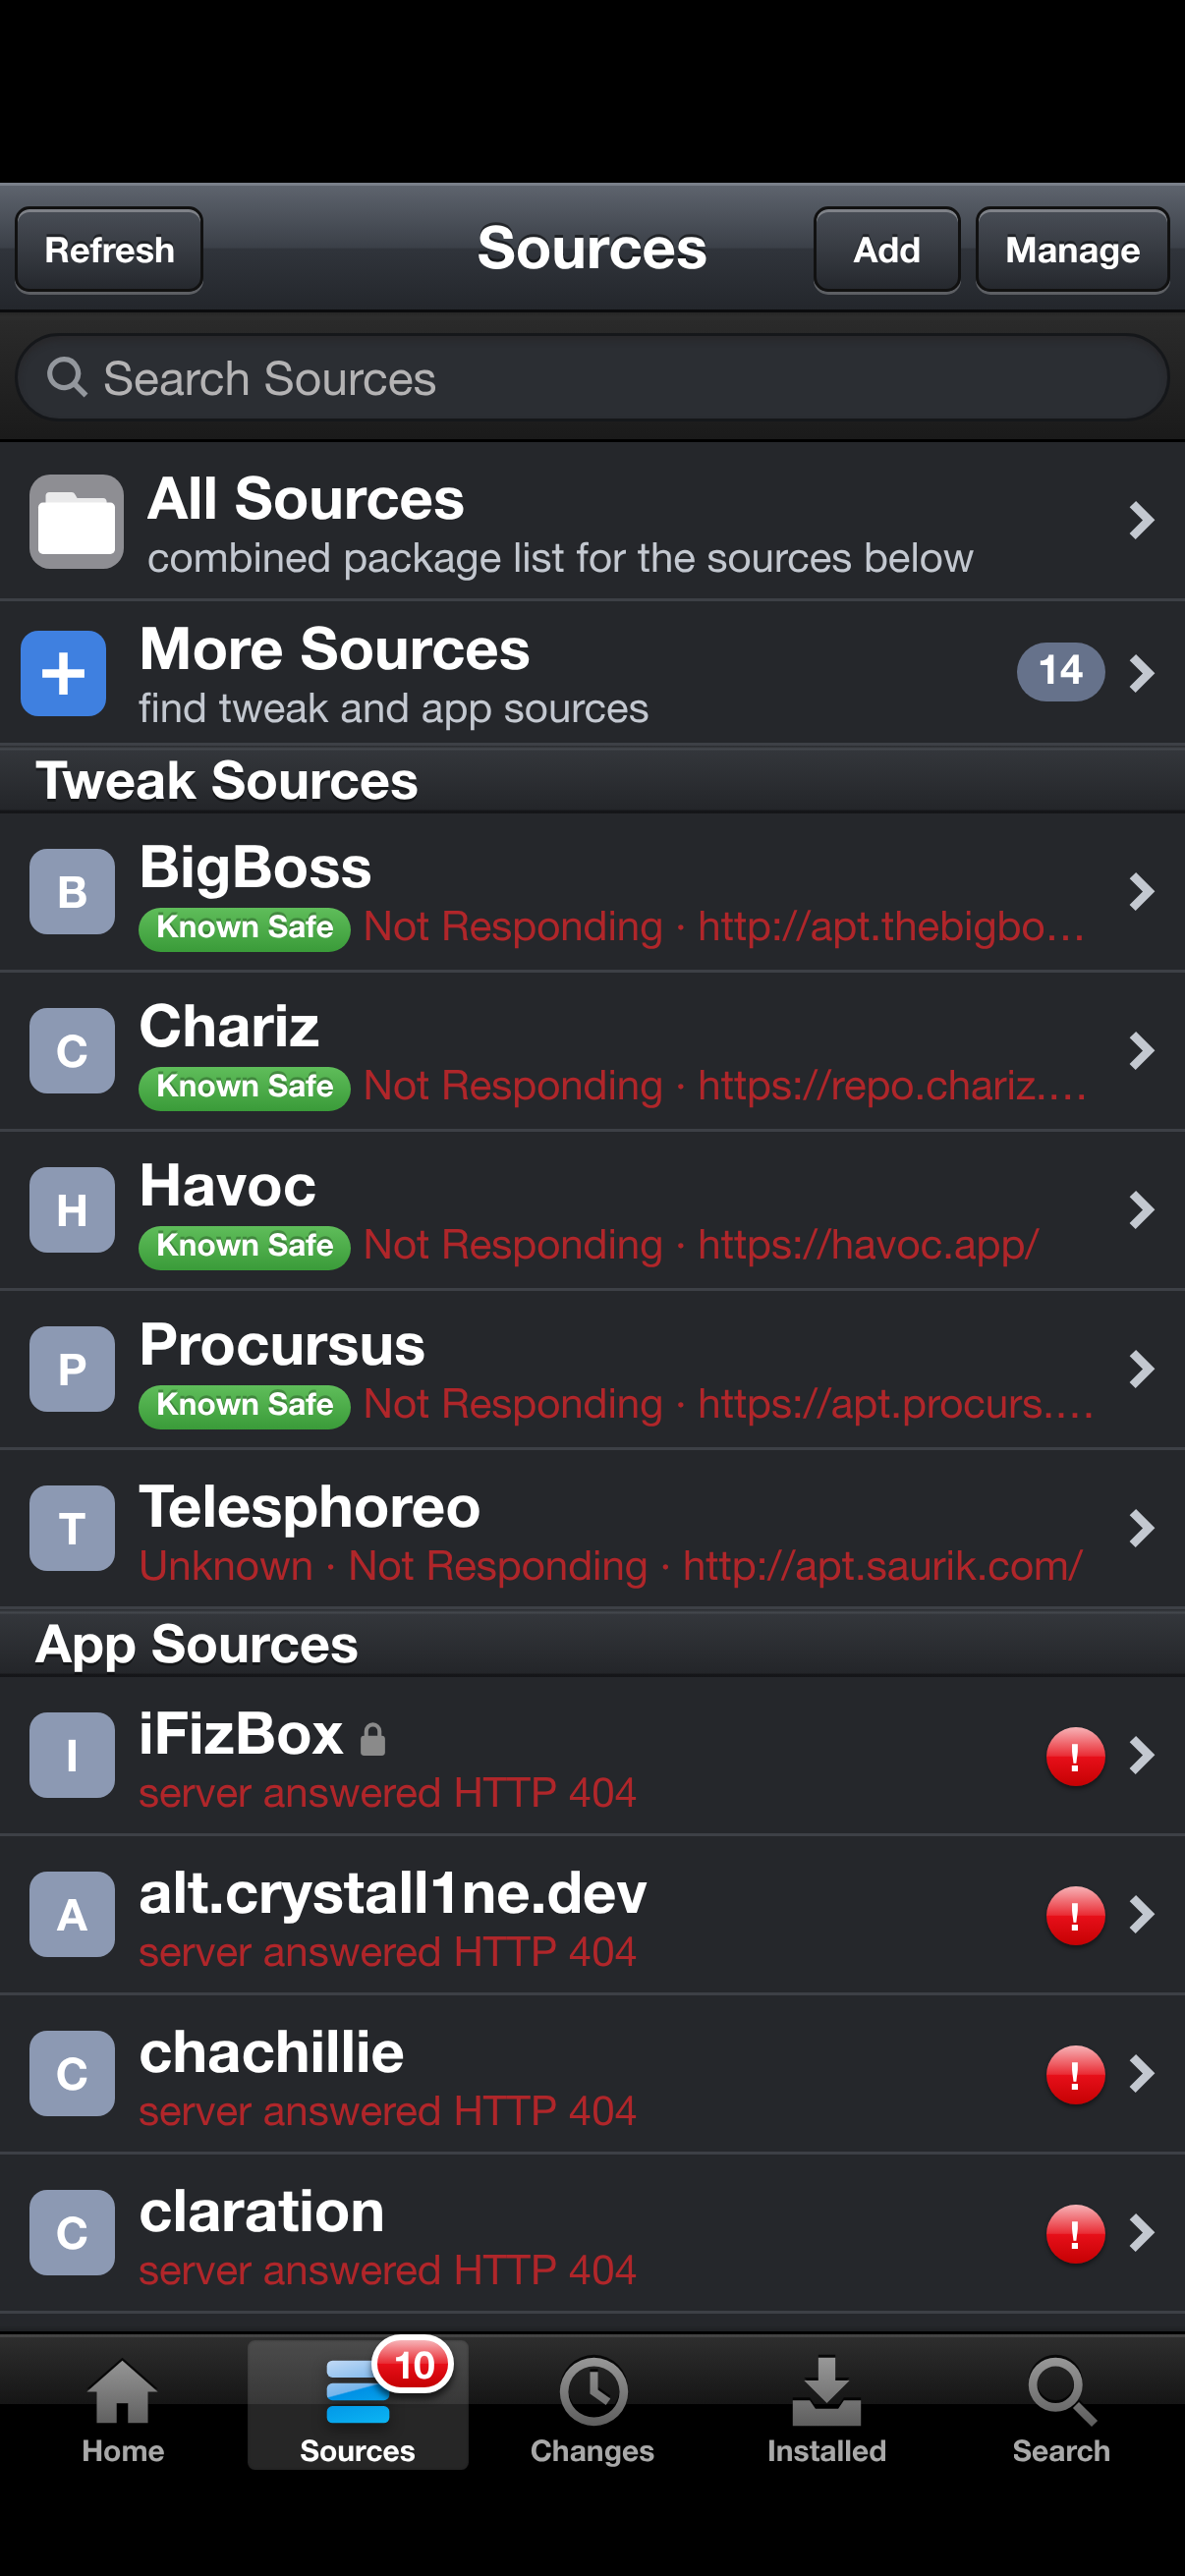 Refresh
Sources
Add
Manage
Search Sources
All Sources
combined package list for the sources below
More Sources
find tweak and app sources
14
Tweak Sources
B
BigBoss
Known Safe Not Responding · http://apt.thebigbo...
C
Chariz
Known Safe Not Responding · https://repo.chariz....
H
Havoc
Known Safe Not Responding · https://havoc.app/
P
Procursus
Known Safe Not Responding · https://apt.procurs....
T
Telesphoreo
Unknown · Not Responding · http://apt.saurik.com/
App Sources
I
iFizBox
server answered HTTP 404
!
A
alt.crystall1ne.dev
server answered HTTP 404
!
C
chachillie
server answered HTTP 404
!
C
claration
server answered HTTP 404
!
10
Home
Sources
Changes
Installed
Search